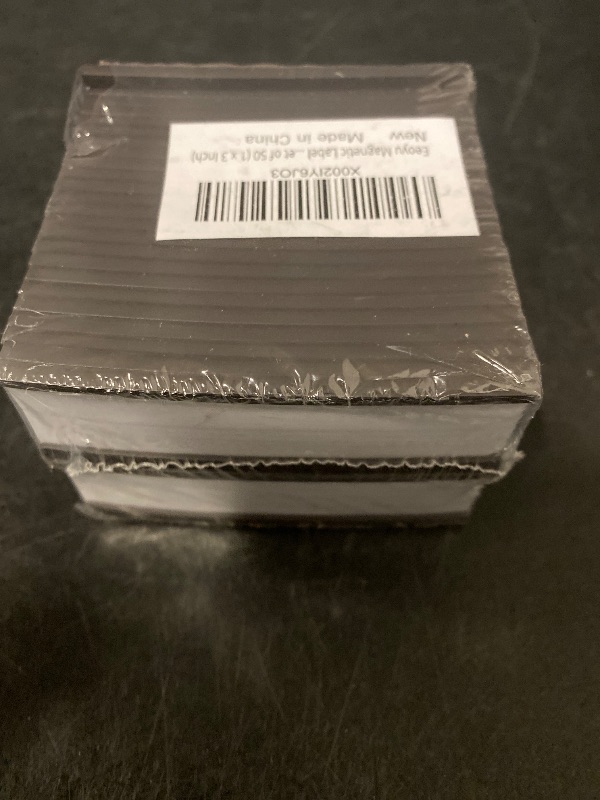 X002IY6JO3
Eeoyu Magnetic Label ...et of 50 (1 x 3 inch)
New Made in China